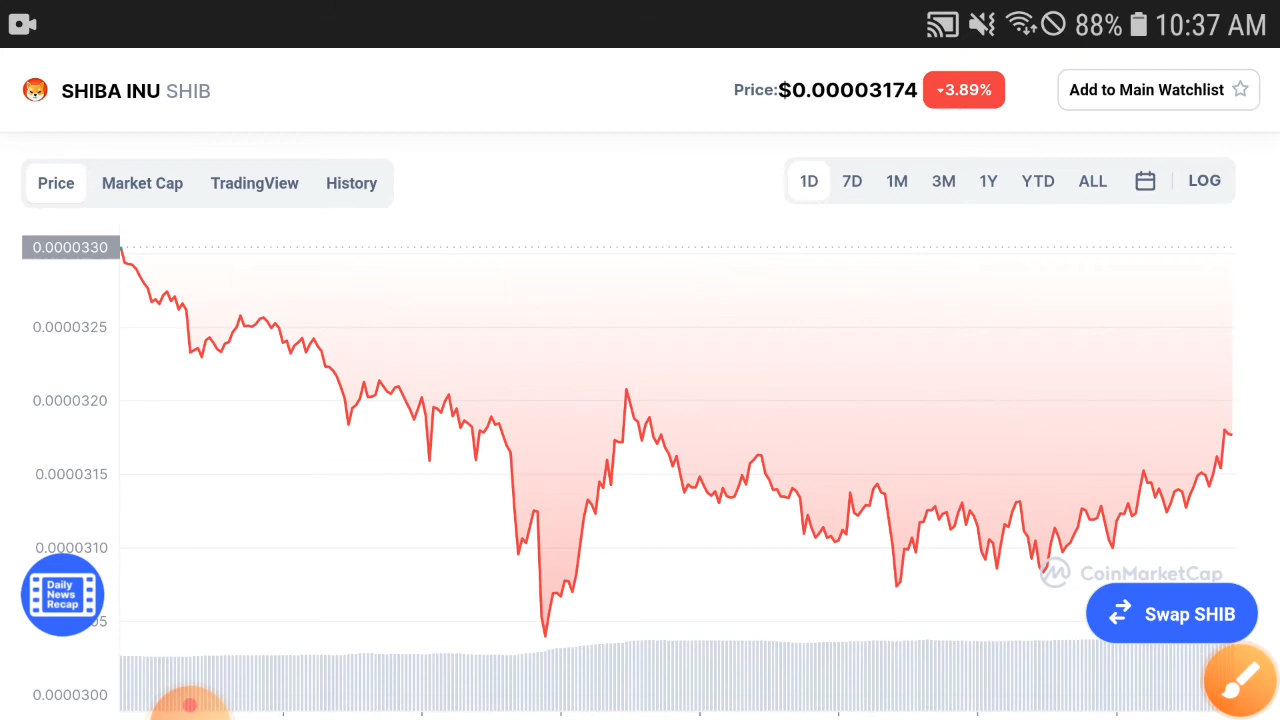 88% 10:37 AM
SHIBA INU SHIB
Price:$0.00003174 3.89%
Add to Main Watchlist
Price Market Cap TradingView History
1D 7D 1M 3M 1Y YTD ALL LOG
0.0000330
0.0000325
0.0000320
0.0000315
0.0000310
CoinMarketCap
Daily
News
Recap
05
Swap SHIB
0.0000300